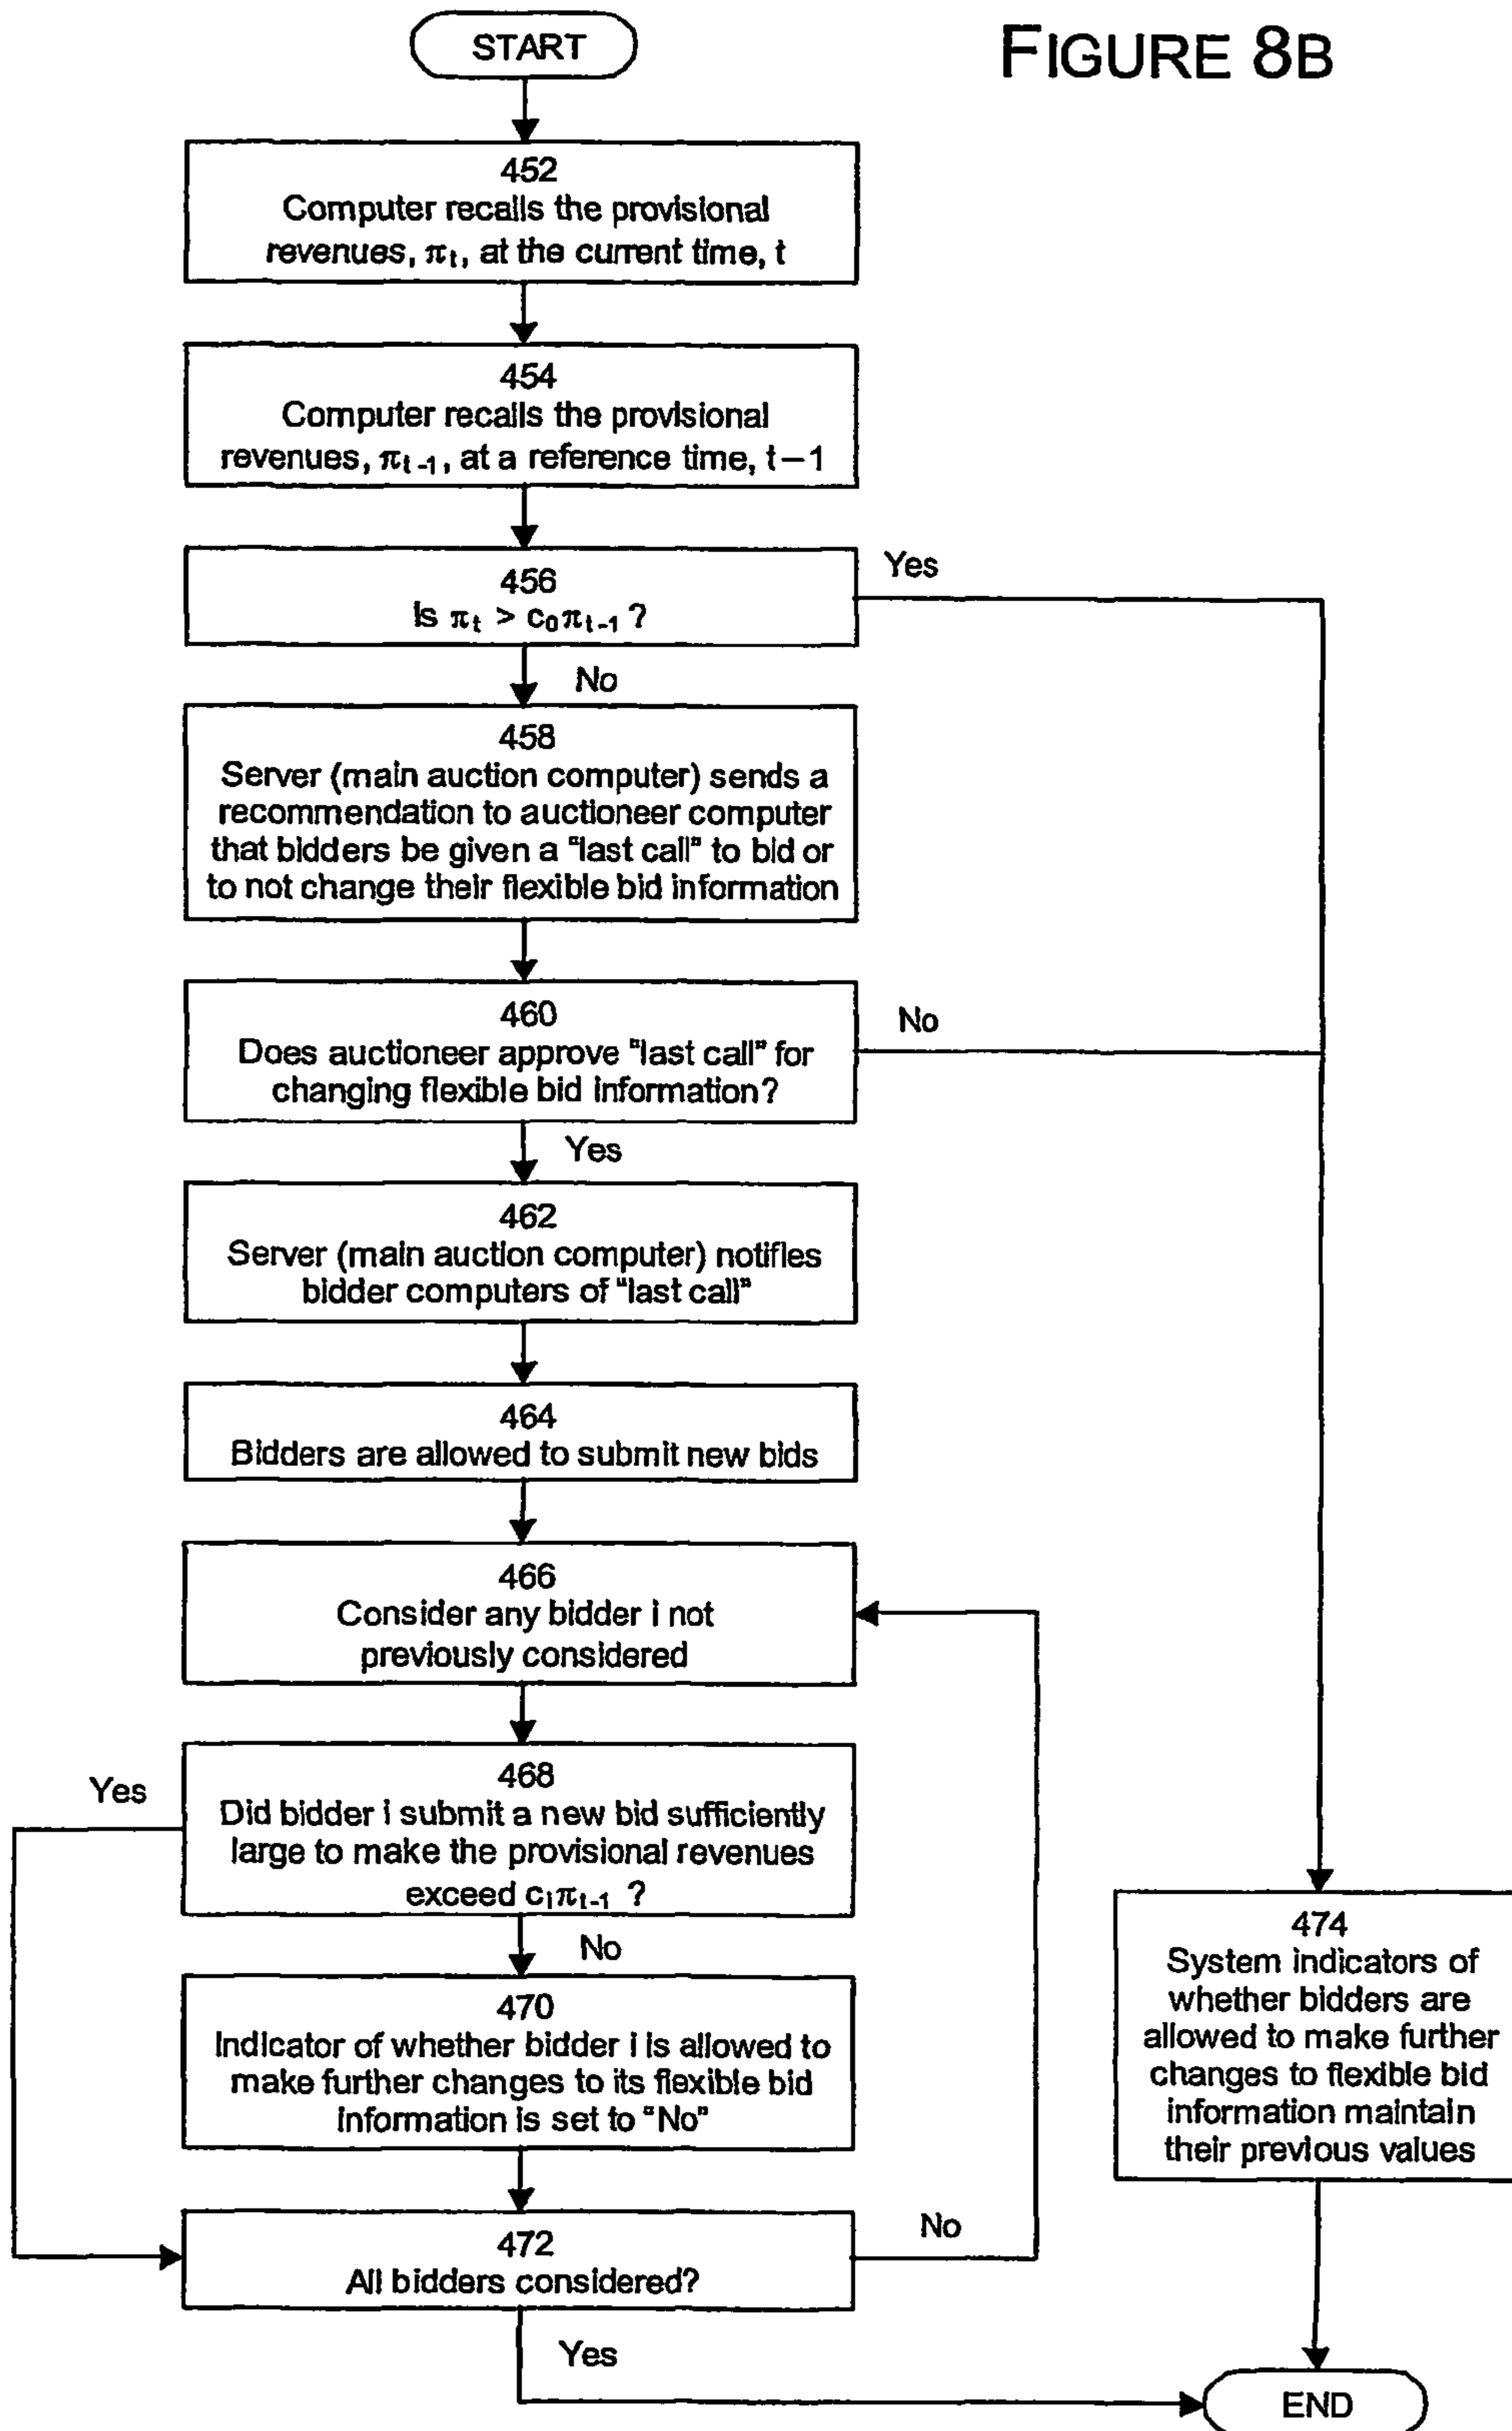 START
FIGURE 8B
452
Computer recalls the provisional
revenues, πt, at the current time, t
454
Computer recalls the provisional
revenues, πt-1, at a reference time, t−1
456
Is πt > c0πt-1 ?
Yes
No
458
Server (main auction computer) sends a
recommendation to auctioneer computer
that bidders be given a "last call" to bid or
to not change their flexible bid information
460
Does auctioneer approve "last call" for
changing flexible bid information?
No
Yes
462
Server (main auction computer) notifies
bidder computers of "last call"
464
Bidders are allowed to submit new bids
466
Consider any bidder i not
previously considered
468
Did bidder i submit a new bid sufficiently
large to make the provisional revenues
exceed ciπt-1 ?
Yes
No
470
Indicator of whether bidder i is allowed to
make further changes to its flexible bid
information is set to "No"
472
All bidders considered?
No
Yes
474
System indicators of
whether bidders are
allowed to make further
changes to flexible bid
information maintain
their previous values
END